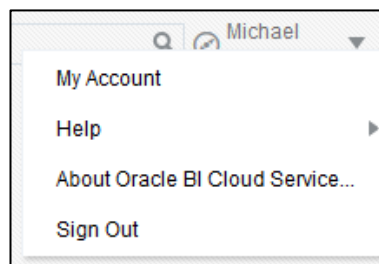 Michael
My Account
Help
About Oracle BI Cloud Service...
Sign Out